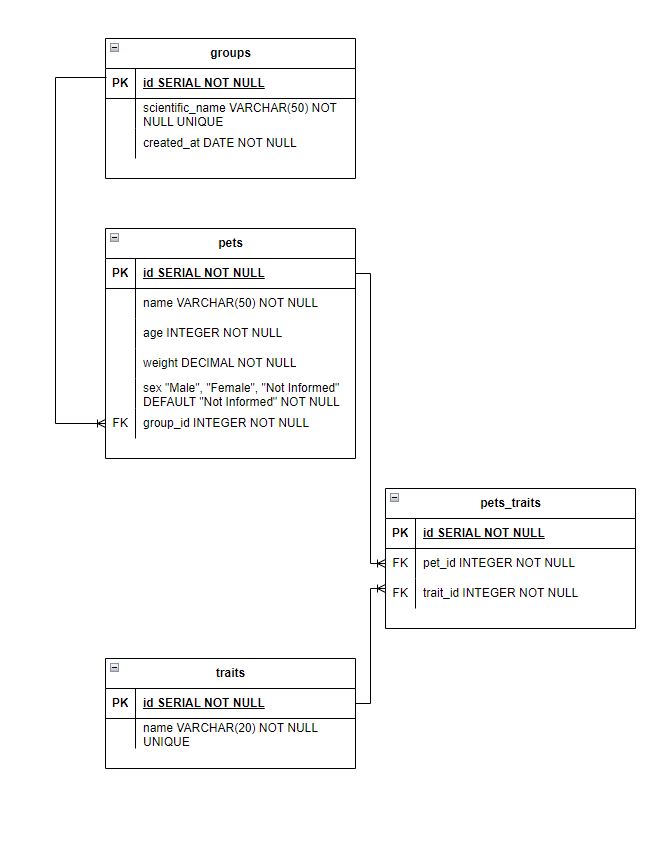 groups
PK id SERIAL NOT NULL
scientific_name VARCHAR(50) NOT
NULL UNIQUE
created_at DATE NOT NULL
pets
PK id SERIAL NOT NULL
name VARCHAR(50) NOT NULL
age INTEGER NOT NULL
weight DECIMAL NOT NULL
sex "Male", "Female", "Not Informed"
DEFAULT "Not Informed" NOT NULL
FK group_id INTEGER NOT NULL
pets_traits
PK id SERIAL NOT NULL
FK pet_id INTEGER NOT NULL
FK trait_id INTEGER NOT NULL
traits
PK id SERIAL NOT NULL
name VARCHAR(20) NOT NULL
UNIQUE